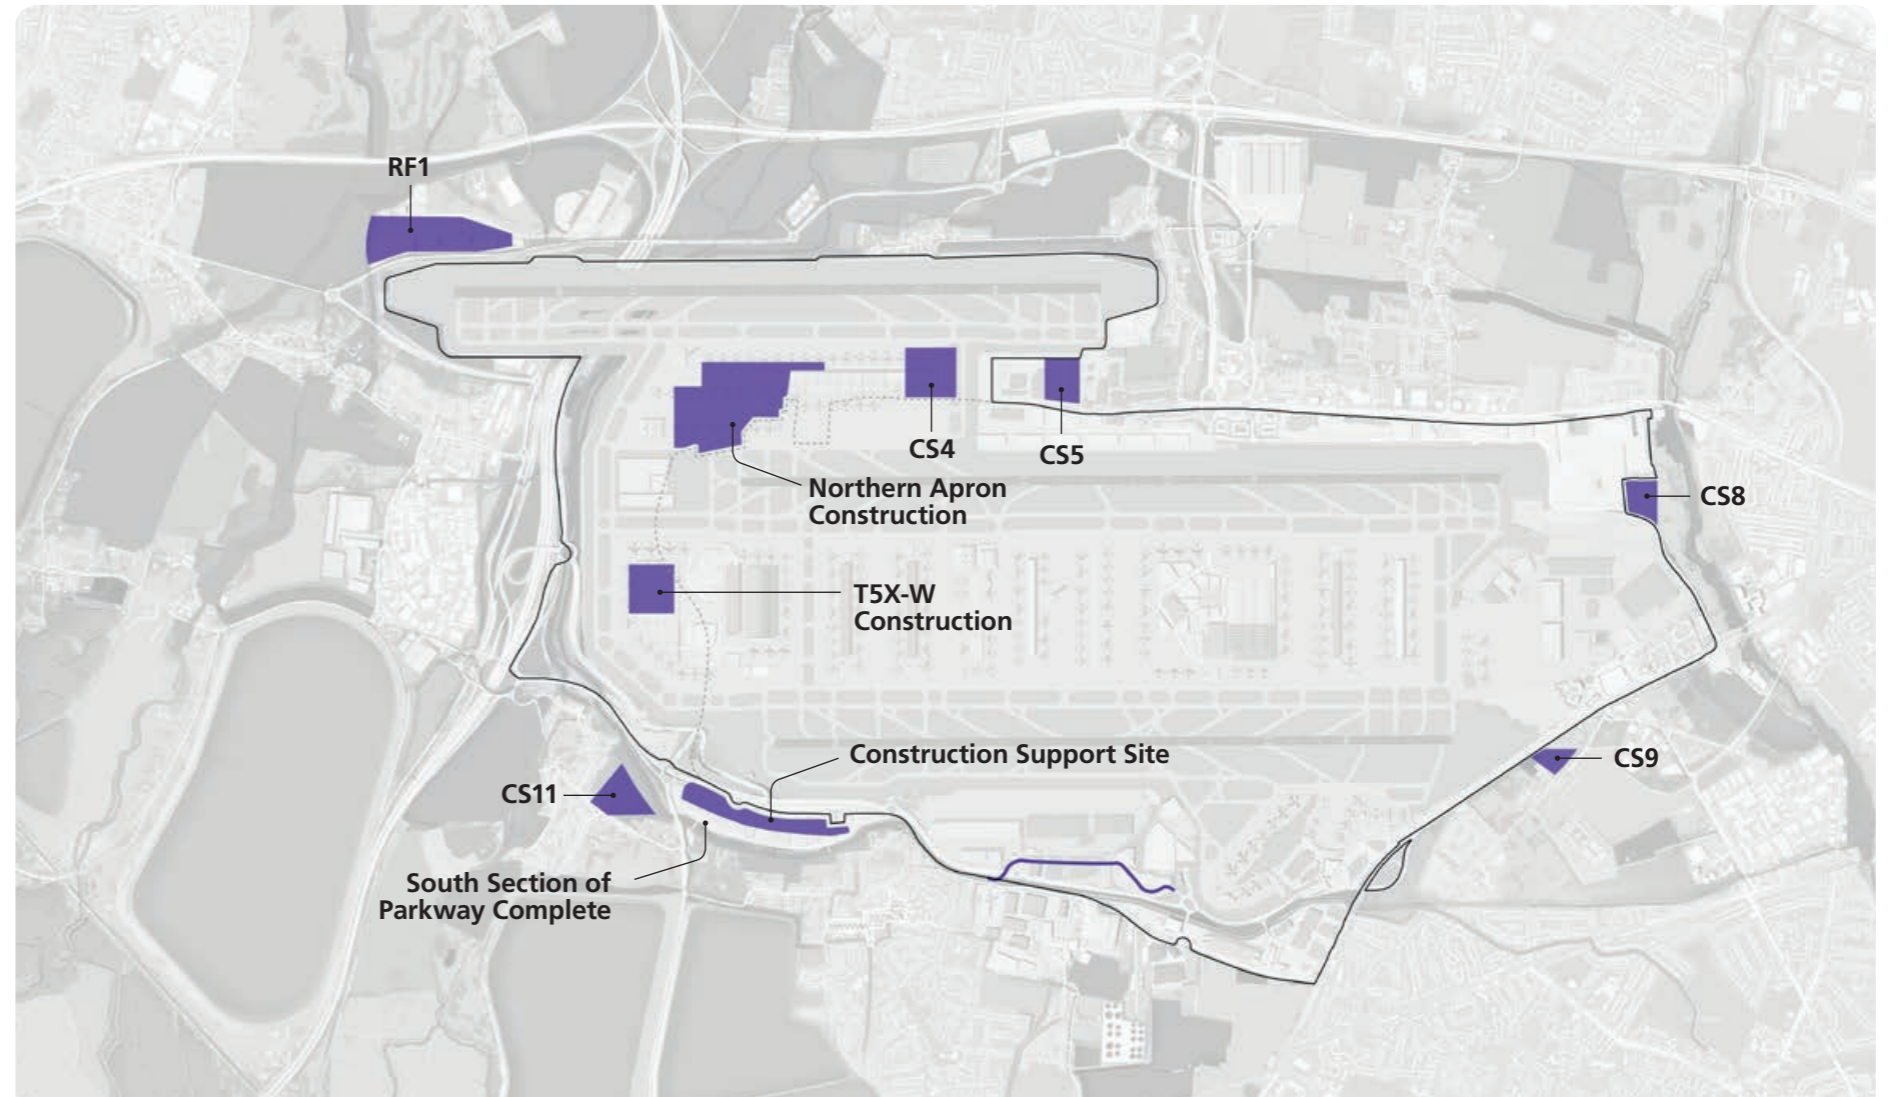 RF1
CS4
CS5
Northern Apron
Construction
CS8
T5X-W
Construction
Construction Support Site
CS9
CS11
South Section of
Parkway Complete